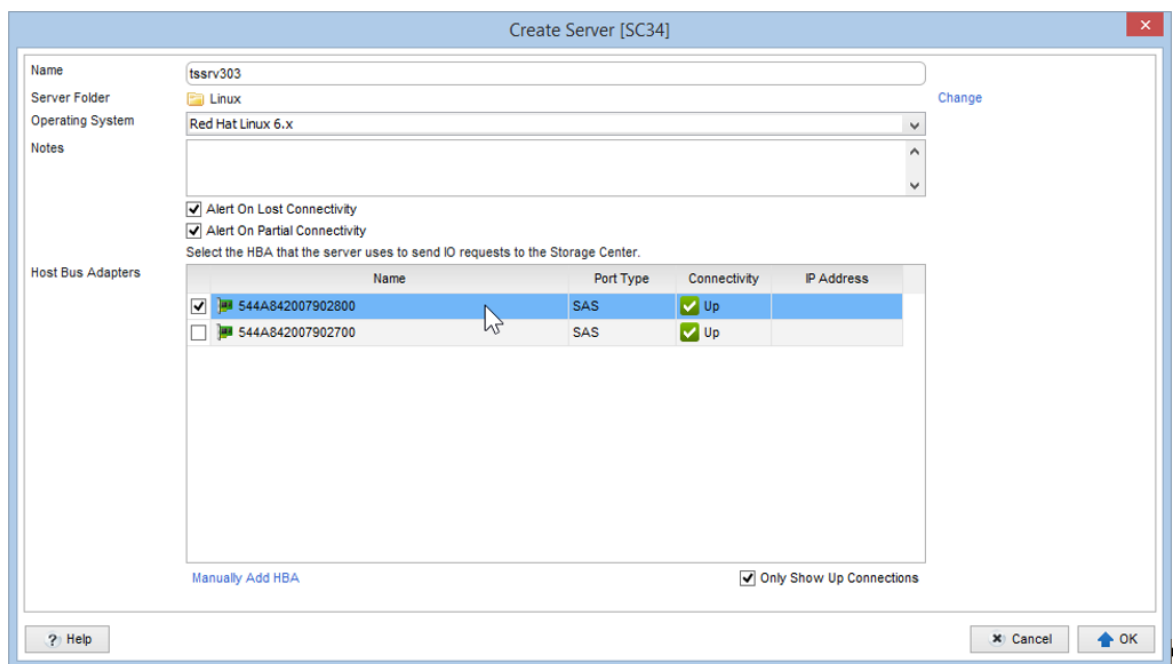 Create Server [SC34]
Name
tssrv303
Server Folder
Linux
Change
Operating System
Red Hat Linux 6.x
Notes
Alert On Lost Connectivity
Alert On Partial Connectivity
Select the HBA that the server uses to send IO requests to the Storage Center.
Host Bus Adapters
Name Port Type Connectivity IP Address
544A842007902800 SAS Up
544A842007902700 SAS Up
Manually Add HBA
Only Show Up Connections
? Help
Cancel
OK